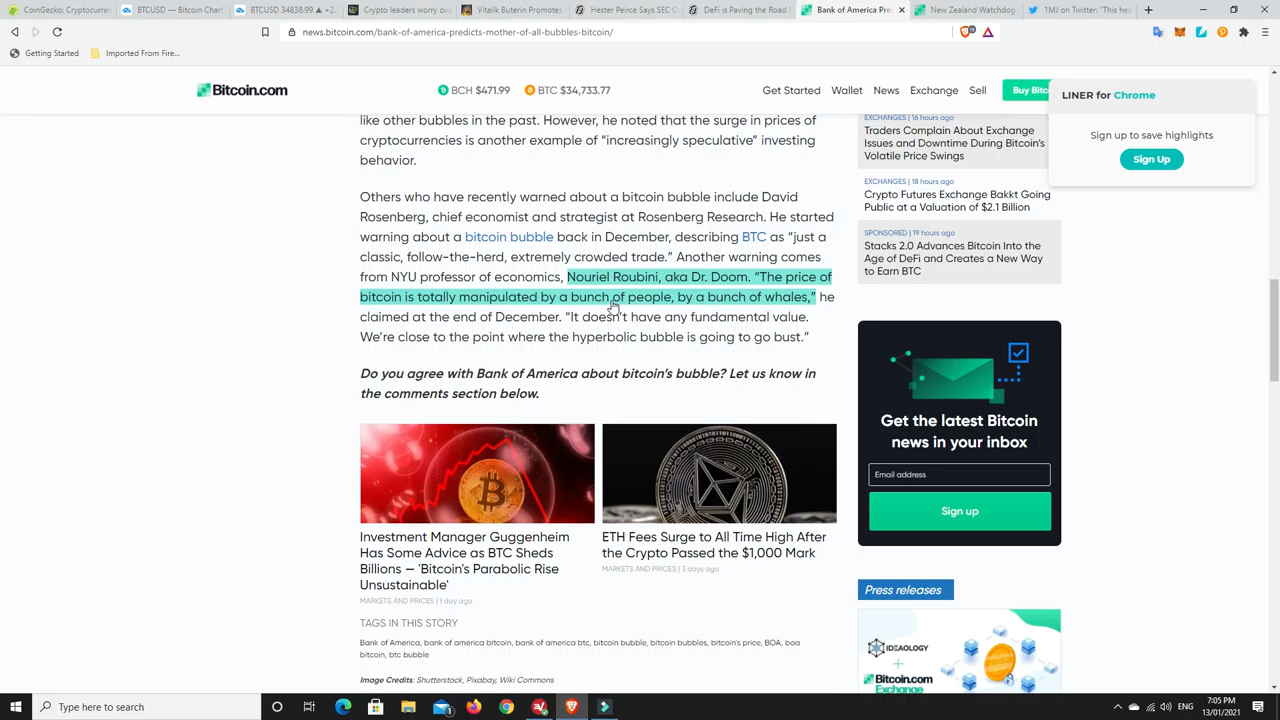 CoinGecko: Cryptocurren
BTCUSD — Bitcoin Chart
BTCUSD 34838.99 ▲ +2.
Crypto leaders worry ov
Vitalik Buterin Promotes
Hester Peirce Says SEC C
DeFi is Paving the Road
Bank of America Pre
New Zealand Watchdog
1MJ on Twitter: "This hea
news.bitcoin.com/bank-of-america-predicts-mother-of-all-bubbles-bitcoin/
Getting Started
Imported From Fire...
Bitcoin.com
BCH $471.99
BTC $34,733.77
Get Started
Wallet
News
Exchange
Sell
Buy Bitc
LINER for Chrome
Sign up to save highlights
Sign Up
like other bubbles in the past. However, he noted that the surge in prices of
cryptocurrencies is another example of “increasingly speculative” investing
behavior.
Others who have recently warned about a bitcoin bubble include David
Rosenberg, chief economist and strategist at Rosenberg Research. He started
warning about a bitcoin bubble back in December, describing BTC as “just a
classic, follow-the-herd, extremely crowded trade.” Another warning comes
from NYU professor of economics, Nouriel Roubini, aka Dr. Doom. “The price of
bitcoin is totally manipulated by a bunch of people, by a bunch of whales,” he
claimed at the end of December. “It doesn’t have any fundamental value.
We’re close to the point where the hyperbolic bubble is going to go bust.”
Do you agree with Bank of America about bitcoin’s bubble? Let us know in
the comments section below.
Investment Manager Guggenheim
Has Some Advice as BTC Sheds
Billions — 'Bitcoin's Parabolic Rise
Unsustainable'
MARKETS AND PRICES | 1 day ago
ETH Fees Surge to All Time High After
the Crypto Passed the $1,000 Mark
MARKETS AND PRICES | 3 days ago
TAGS IN THIS STORY
Bank of America, bank of america bitcoin, bank of america btc, bitcoin bubble, bitcoin bubbles, bitcoin's price, BOA, boa
bitcoin, btc bubble
Image Credits: Shutterstock, Pixabay, Wiki Commons
EXCHANGES | 16 hours ago
Traders Complain About Exchange
Issues and Downtime During Bitcoin’s
Volatile Price Swings
EXCHANGES | 18 hours ago
Crypto Futures Exchange Bakkt Going
Public at a Valuation of $2.1 Billion
SPONSORED | 19 hours ago
Stacks 2.0 Advances Bitcoin Into the
Age of DeFi and Creates a New Way
to Earn BTC
Get the latest Bitcoin
news in your inbox
Email address
Sign up
Press releases
IDEAOLOGY
+
Bitcoin.com
Exchange
Type here to search
ENG
7:05 PM
13/01/2021